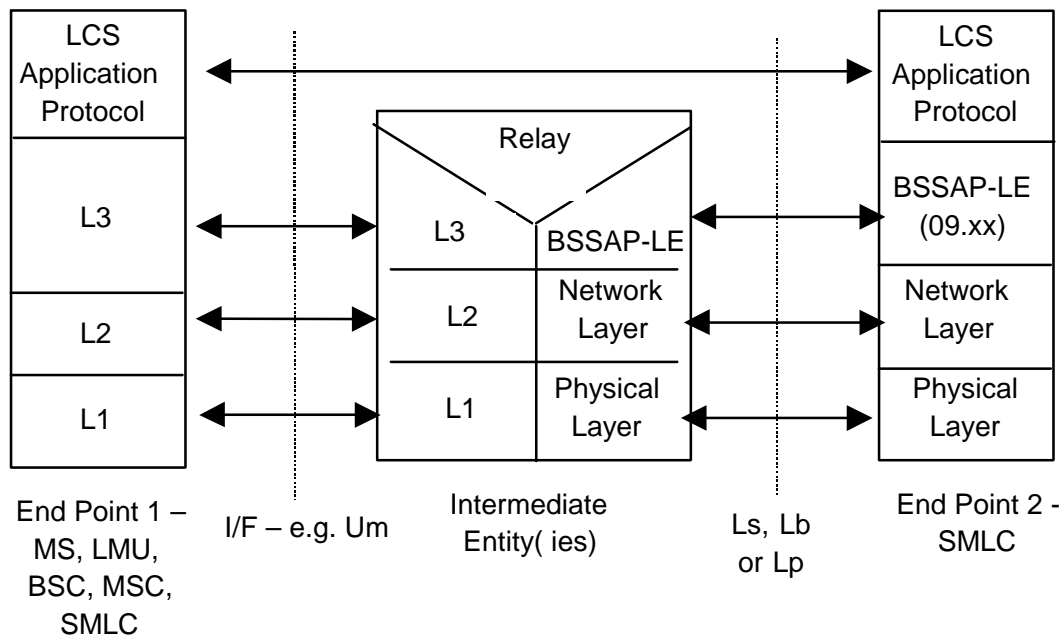 LCS
Application
Protocol
L3
L2
L1
End Point 1 –
MS, LMU,
BSC, MSC,
SMLC
I/F – e.g. Um
Relay
L3
BSSAP-LE
L2
Network
Layer
L1
Physical
Layer
Intermediate
Entity( ies)
Ls, Lb
or Lp
LCS
Application
Protocol
BSSAP-LE
(09.xx)
Network
Layer
Physical
Layer
End Point 2 -
SMLC